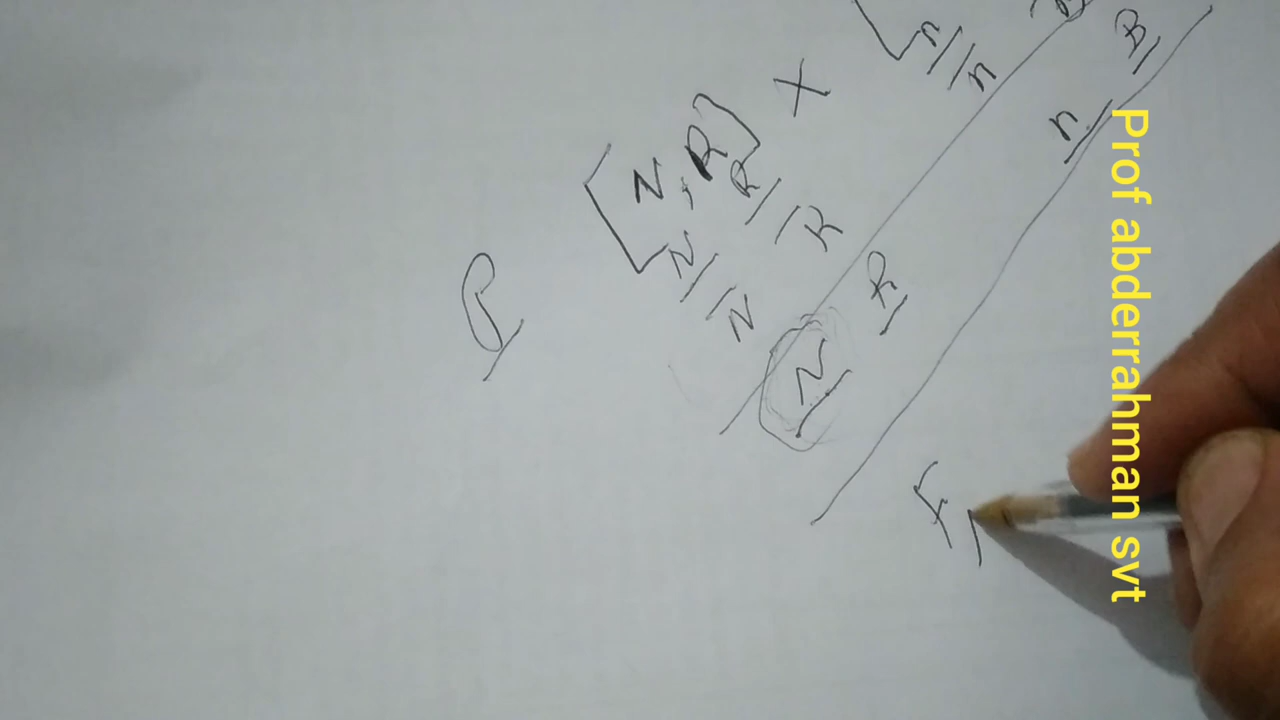 P [N, R] × [n
N R n
N R B
N R n B
F1
Prof abderrahman svt